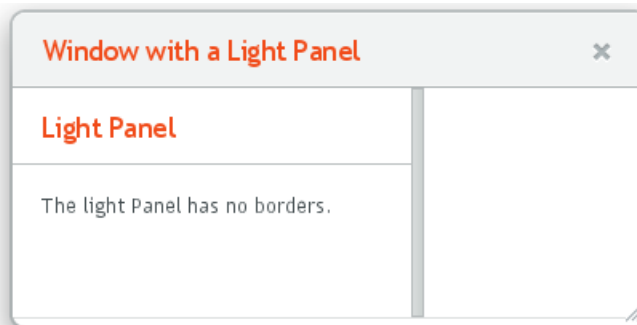 Window with a Light Panel
Light Panel
The light Panel has no borders.